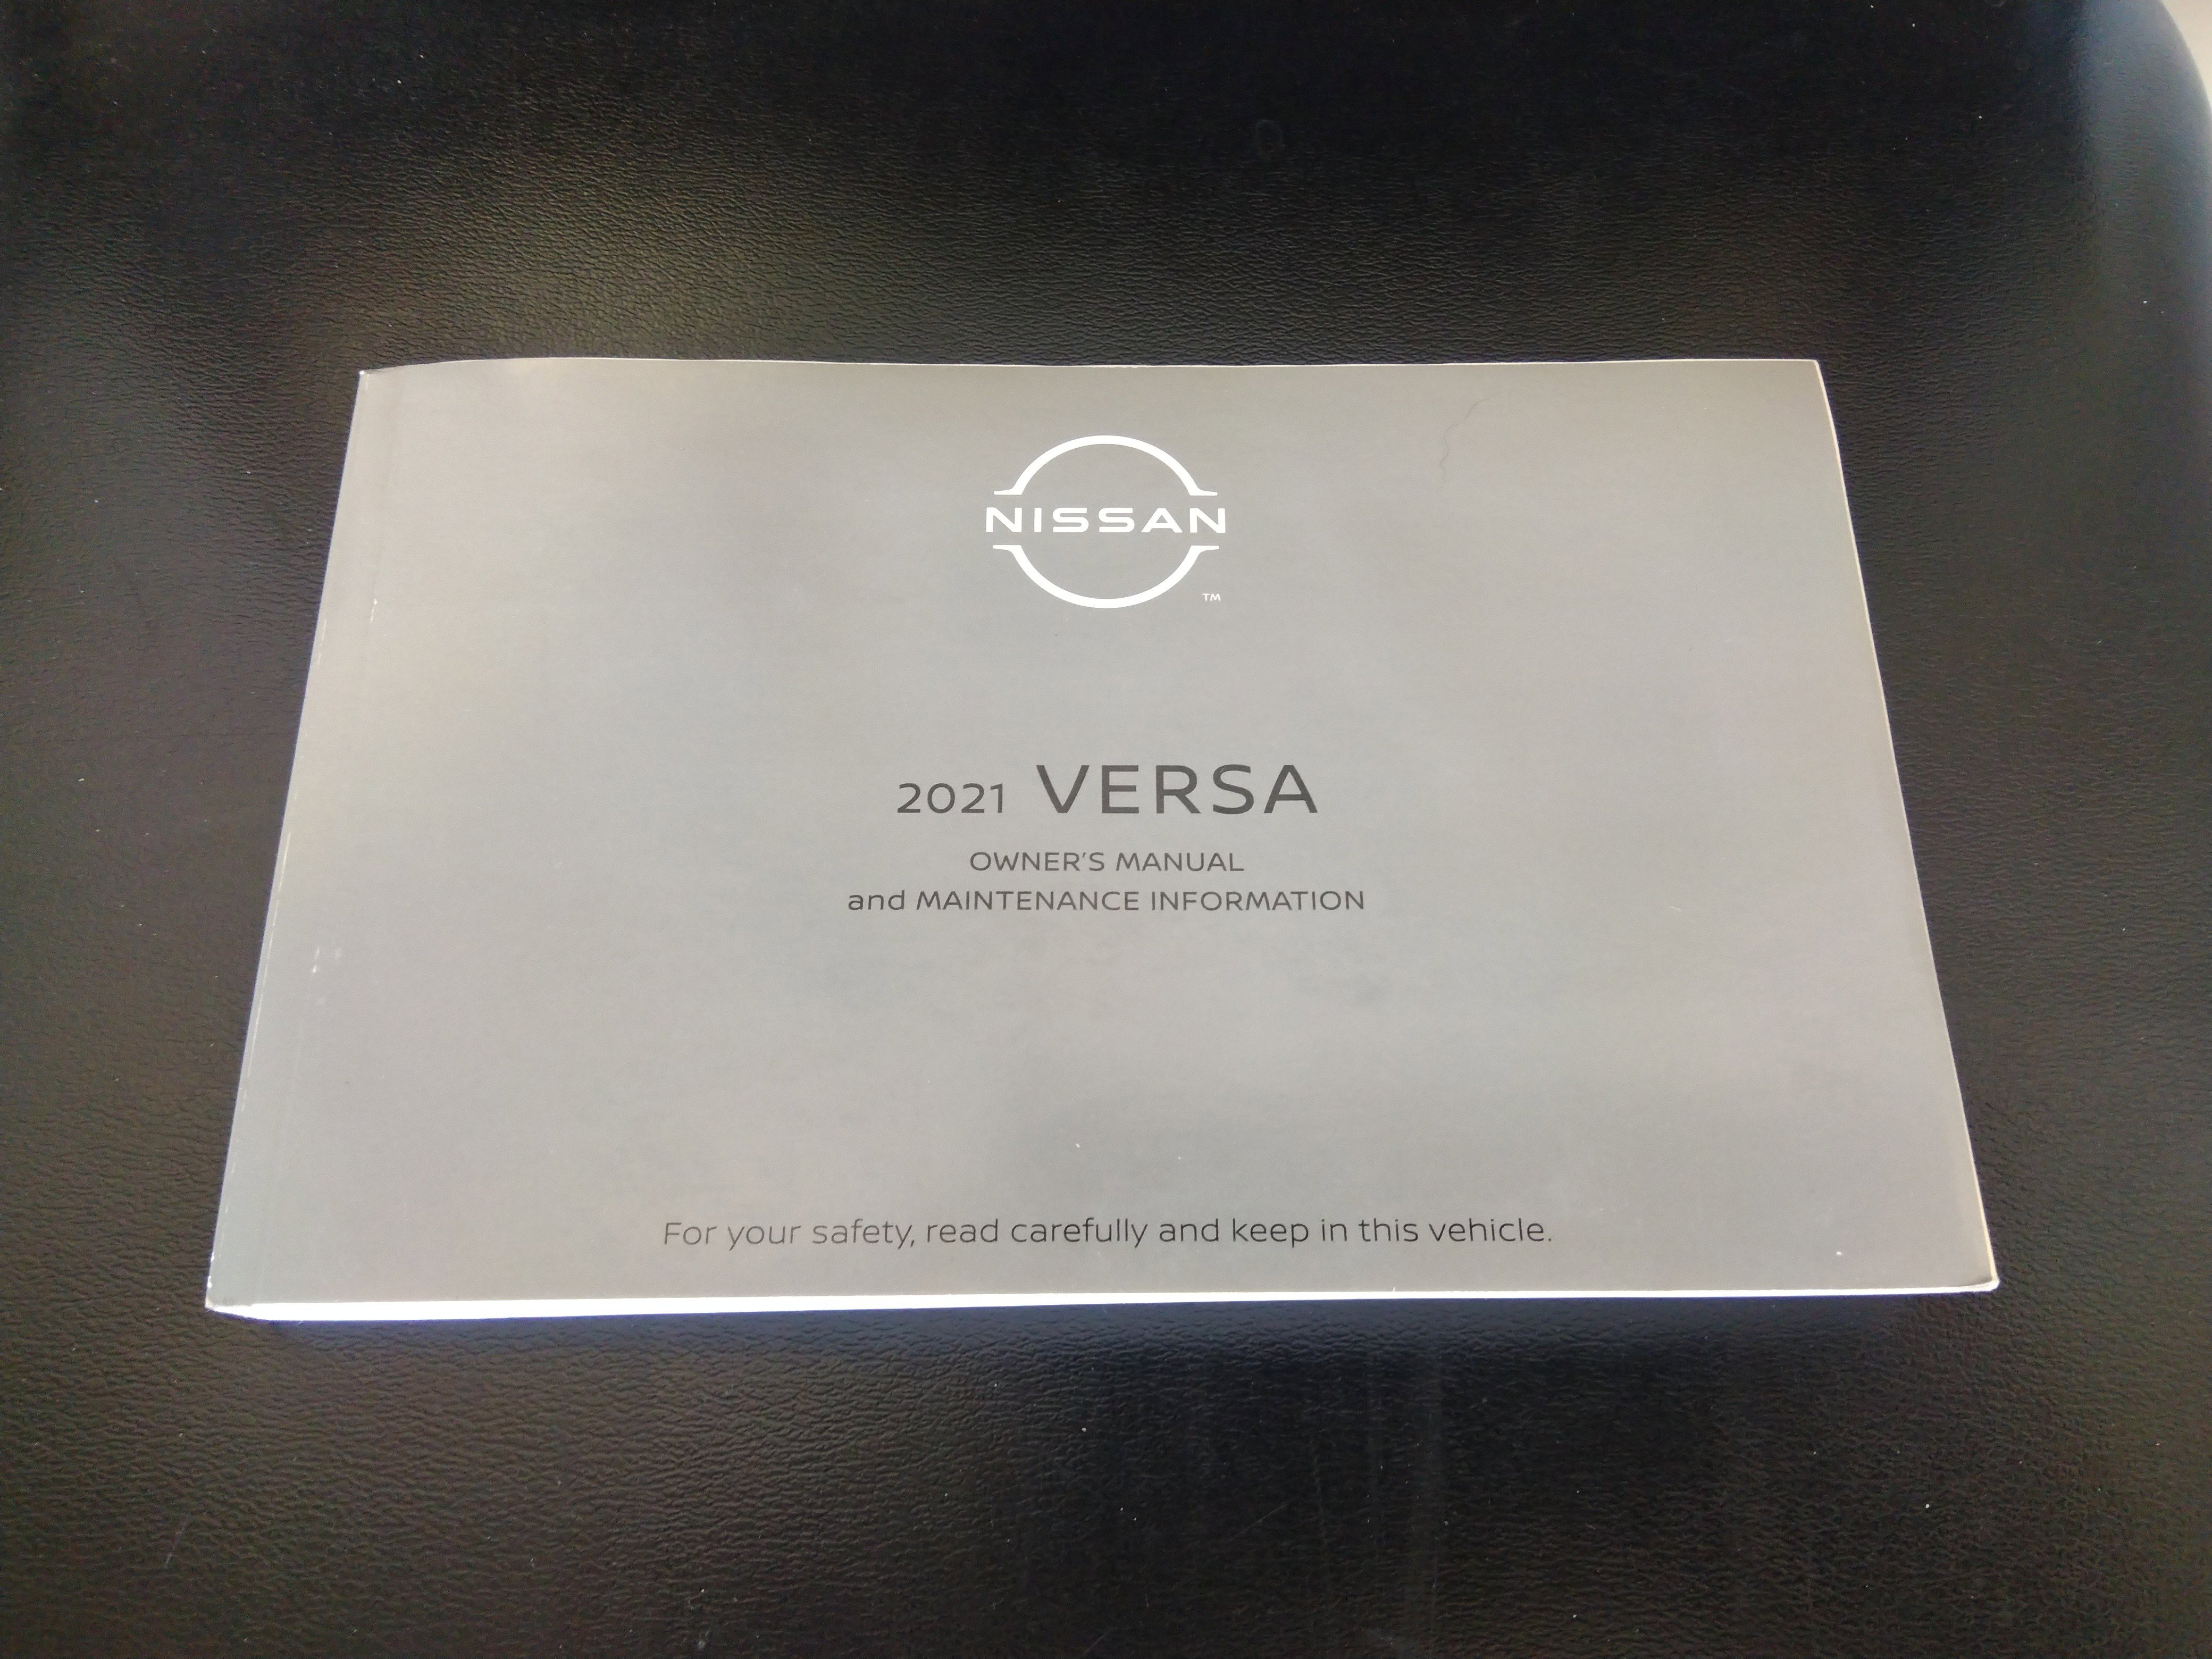 NISSAN
TM
2021 VERSA
OWNER'S MANUAL
and MAINTENANCE INFORMATION
For your safety, read carefully and keep in this vehicle.